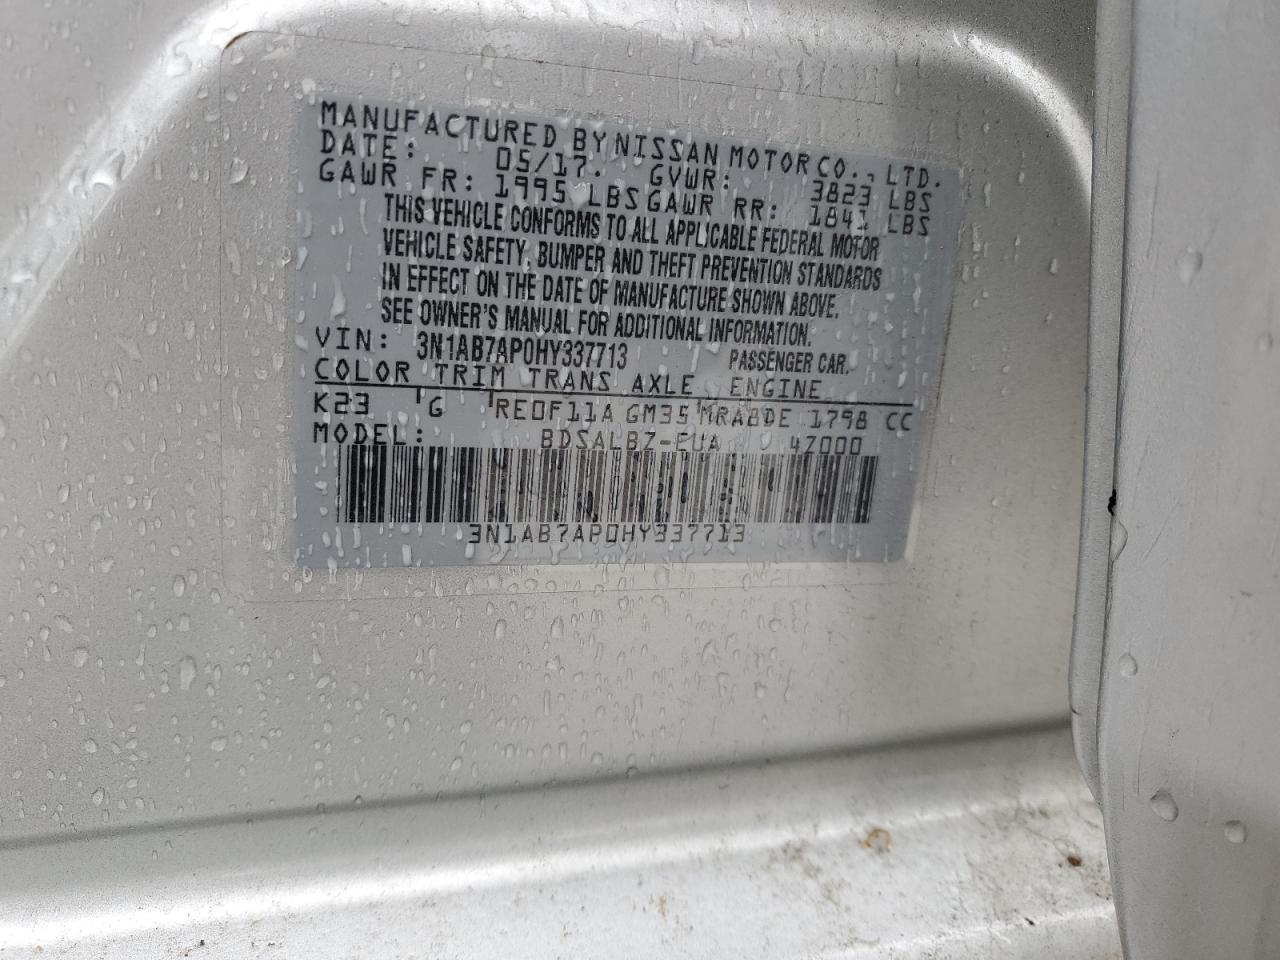 MANUFACTURED BY NISSAN MOTOR CO., LTD.
DATE: 05/17. GVWR: 3823 LBS
GAWR FR: 1995 LBS GAWR RR: 1841 LBS
THIS VEHICLE CONFORMS TO ALL APPLICABLE FEDERAL MOTOR
VEHICLE SAFETY, BUMPER AND THEFT PREVENTION STANDARDS
IN EFFECT ON THE DATE OF MANUFACTURE SHOWN ABOVE.
SEE OWNER'S MANUAL FOR ADDITIONAL INFORMATION.
VIN: 3N1AB7AP0HY337713 PASSENGER CAR.
COLOR TRIM TRANS AXLE ENGINE
K23 G RE0F11A GM35 MRA8DE 1798 CC
MODEL: BDSALBZ-EUA 4Z000
3N1AB7AP0HY337713